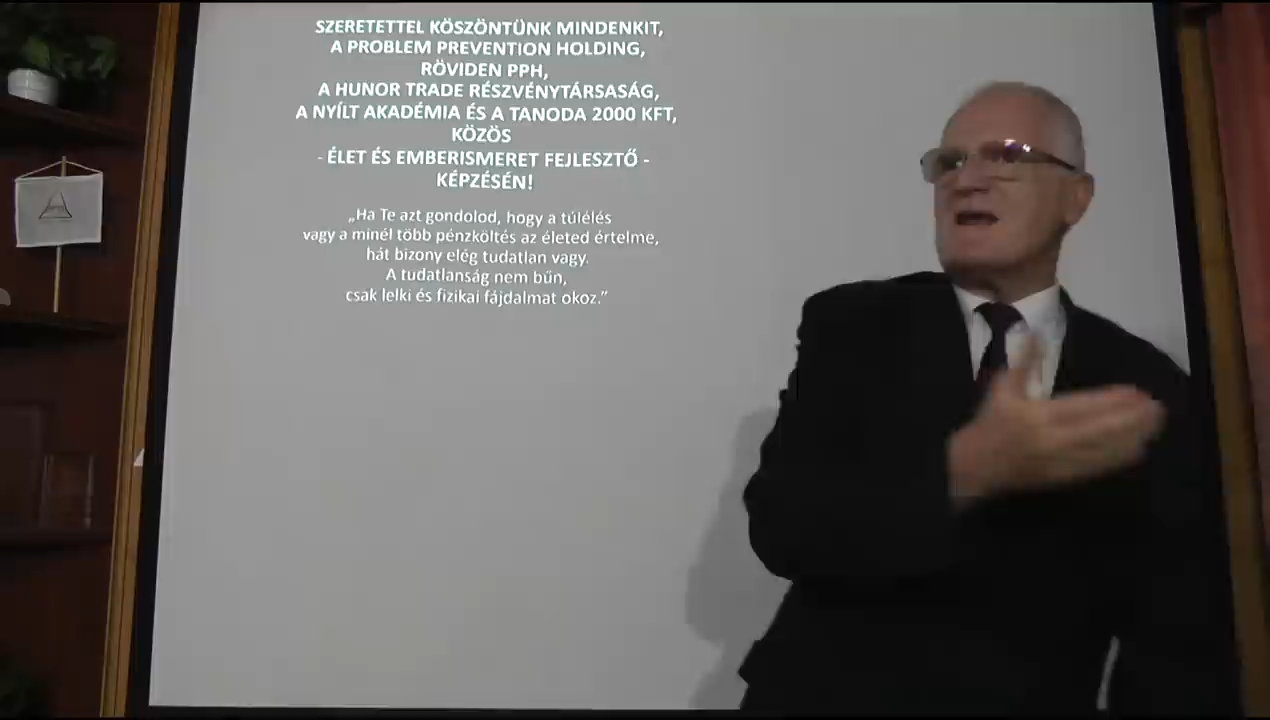 SZERETETTEL KÖSZÖNTÜNK MINDENKIT,
A PROBLEM PREVENTION HOLDING,
RÖVIDEN PPH,
A HUNOR TRADE RÉSZVÉNYTÁRSASÁG,
A NYÍLT AKADÉMIA ÉS A TANODA 2000 KFT,
KÖZÖS
- ÉLET ÉS EMBERISMERET FEJLESZTŐ -
KÉPZÉSÉN!
„Ha Te azt gondolod, hogy a túlélés
vagy a minél több pénzköltés az életed értelme,
hát bizony elég tudatlan vagy.
A tudatlanság nem bűn,
csak lelki és fizikai fájdalmat okoz.”